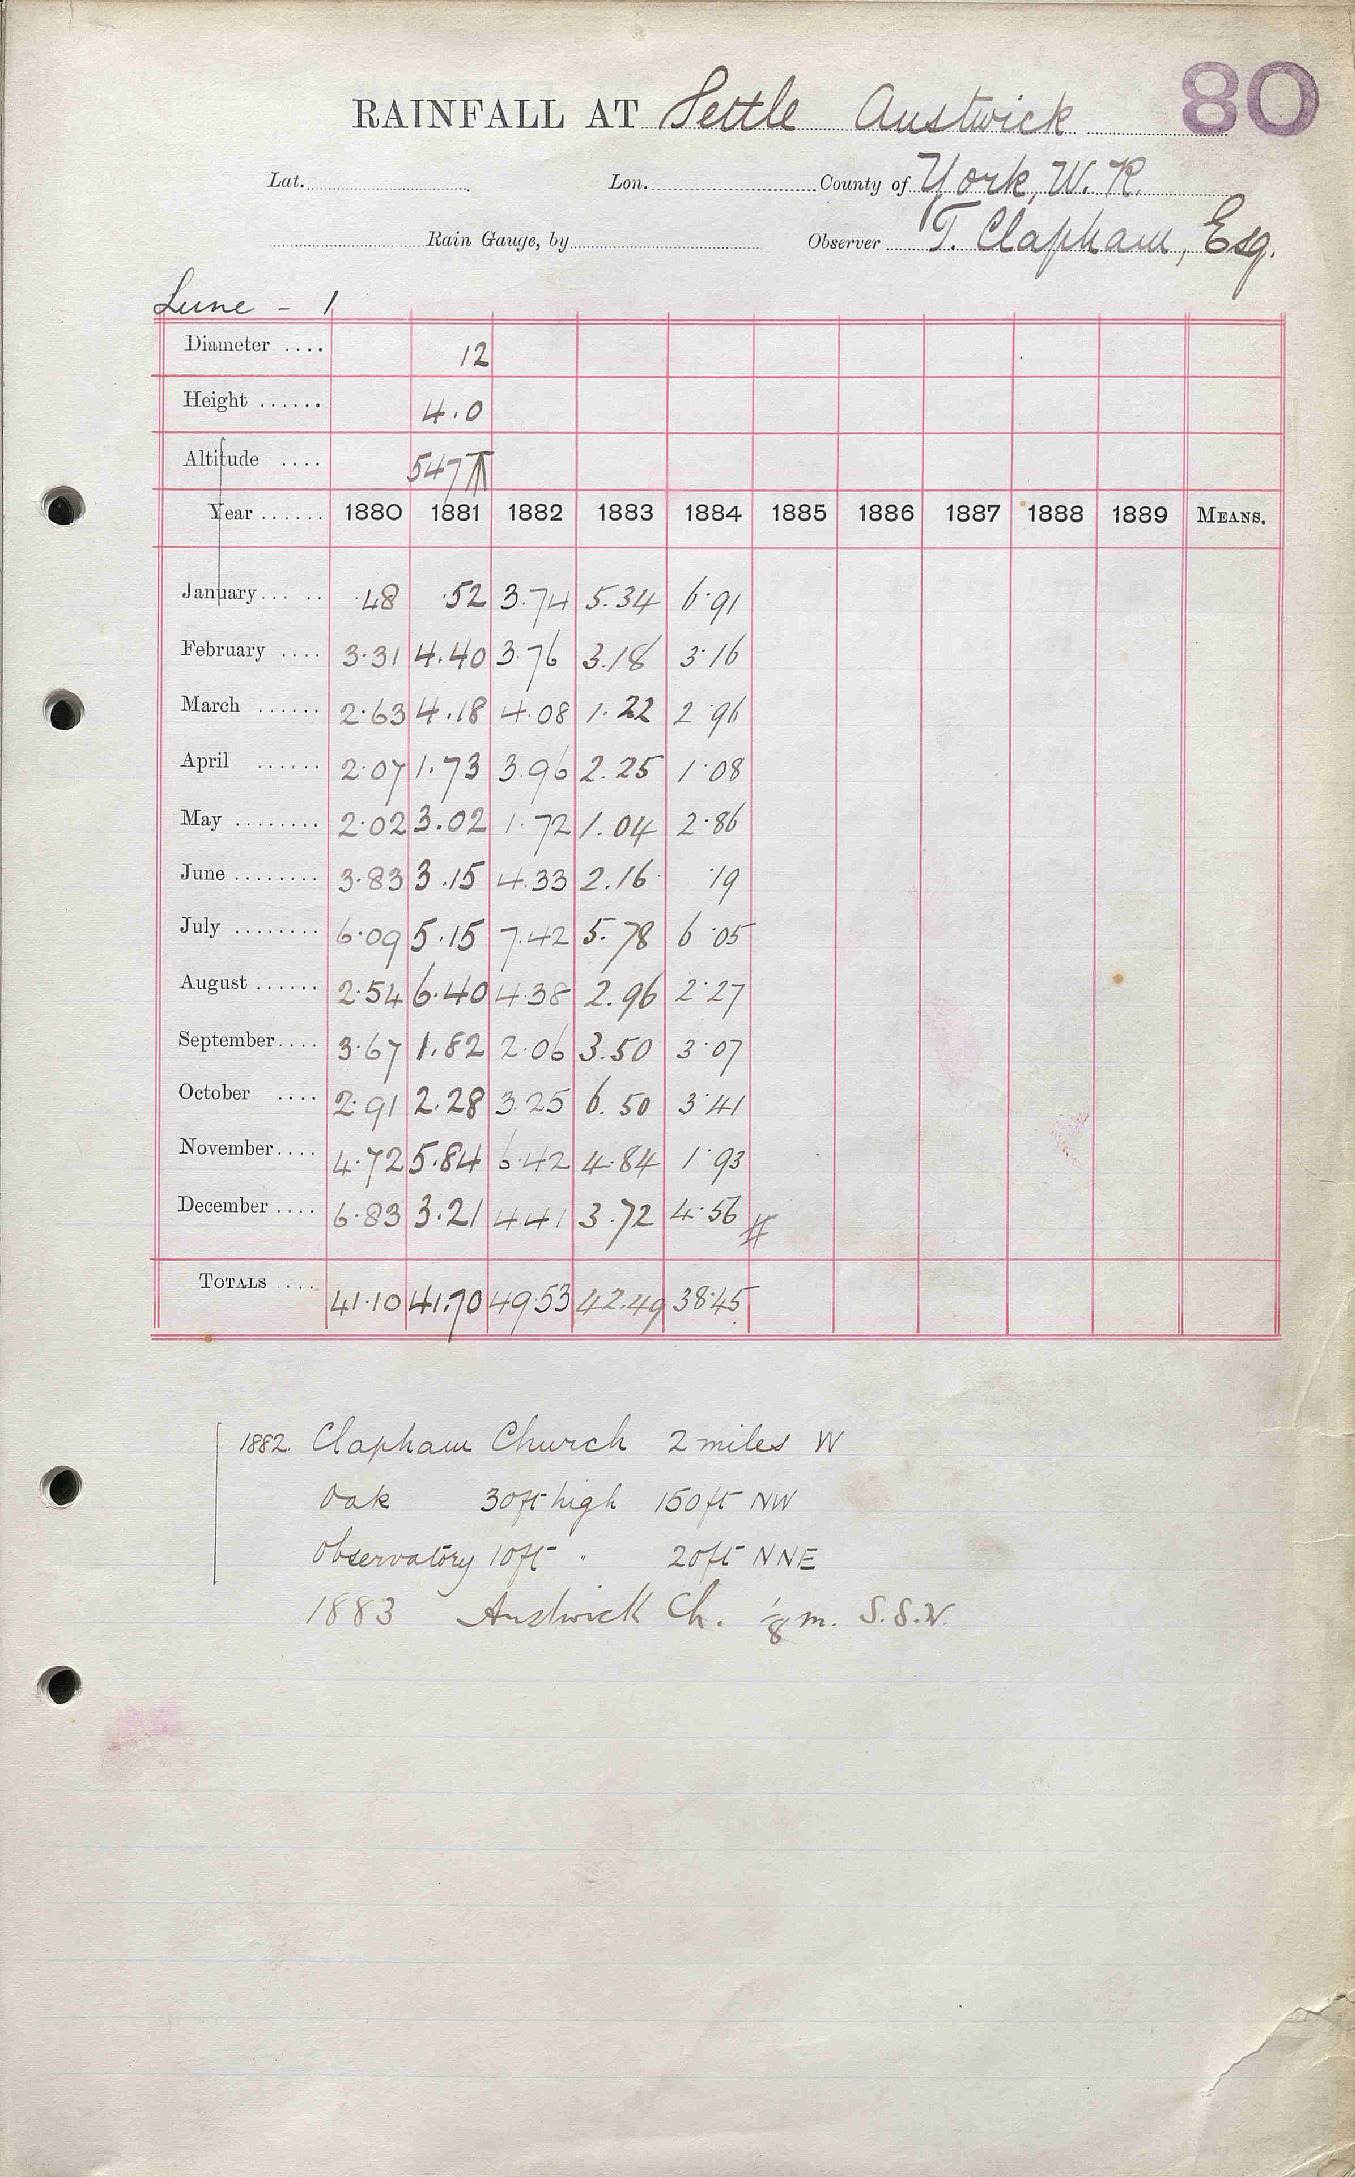 80
RAINFALL AT Settle Austwick
Lat. Lon. County of York, W. R.
Rain Gauge, by Observer T. Clapham, Esq.
Lune - 1
Diameter .... 12
Height ...... 4.0
Altitude .... 547 T
Year ...... 1880 1881 1882 1883 1884 1885 1886 1887 1888 1889 MEANS.
January... .. .48 .52 3.74 5.34 6.91
February .... 3.31 4.40 3.76 3.18 3.16
March ...... 2.63 4.18 4.08 1.22 2.96
April ...... 2.07 1.73 3.96 2.25 1.08
May ........ 2.02 3.02 1.72 1.04 2.86
June ........ 3.83 3.15 4.33 2.16 .19
July ........ 6.09 5.15 7.42 5.78 6.05
August ...... 2.54 6.40 4.38 2.96 2.27
September.... 3.67 1.82 2.06 3.50 3.07
October .... 2.91 2.28 3.25 6.50 3.41
November.... 4.72 5.84 6.42 4.84 1.93
December .... 6.83 3.21 4.41 3.72 4.56 #
TOTALS .... 41.10 41.70 49.53 42.49 38.45
1882. Clapham Church 2 miles W
Oak 30ft high 150ft NW
Observatory 10ft " 20ft NNE
1883 Austwick Ch. 1/8 m. S.S.W.